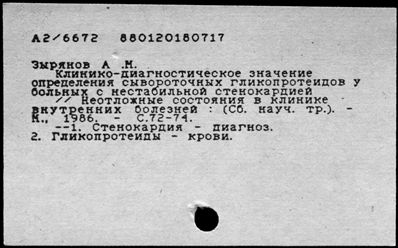 А2/6672 880120180717
Зырянов А .М.
Клинико-диагностическое значение
определения сывороточных гликопротеидов у
больных с нестабильной стенокардией
// Неотложные состояния в клинике
внутренних болезней : (Сб. науч. тр.). -
М., 1986. - С.72-74.
--1. Стенокардия - диагноз.
2. Гликопротеиды - крови.